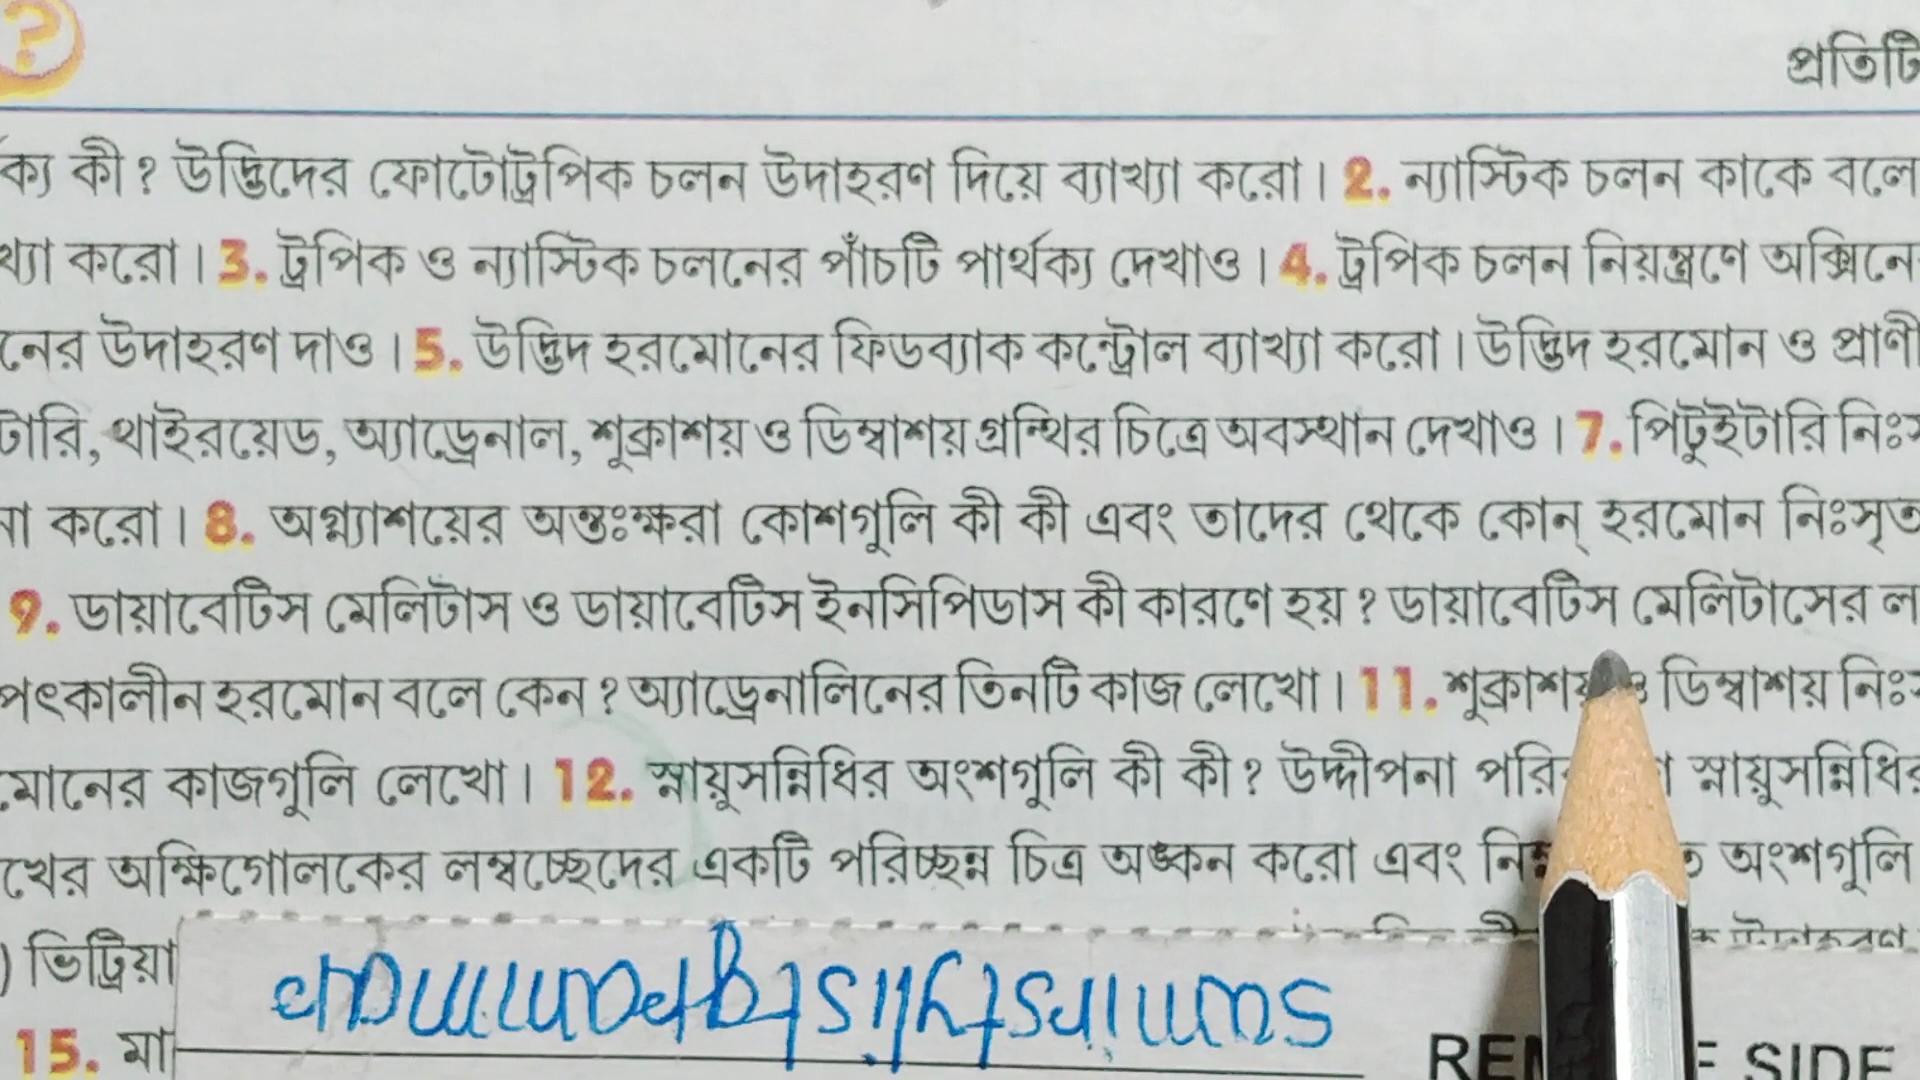 ?
প্রতিটি
ক্য কী? উদ্ভিদের ফোটোট্রপিক চলন উদাহরণ দিয়ে ব্যাখ্যা করো। 2. ন্যাস্টিক চলন কাকে বলে
খ্যা করো। 3. ট্রপিক ও ন্যাস্টিক চলনের পাঁচটি পার্থক্য দেখাও। 4. ট্রপিক চলন নিয়ন্ত্রণে অক্সিনে
নের উদাহরণ দাও। 5. উদ্ভিদ হরমোনের ফিডব্যাক কন্ট্রোল ব্যাখ্যা করো। উদ্ভিদ হরমোন ও প্রাণী
টারি, থাইরয়েড, অ্যাড্রেনাল, শুক্রাশয় ও ডিম্বাশয় গ্রন্থির চিত্রে অবস্থান দেখাও। 7. পিটুইটারি নিঃ
না করো। 8. অগ্ন্যাশয়ের অন্তঃক্ষরা কোশগুলি কী কী এবং তাদের থেকে কোন্ হরমোন নিঃসৃত
9. ডায়াবেটিস মেলিটাস ও ডায়াবেটিস ইনসিপিডাস কী কারণে হয়? ডায়াবেটিস মেলিটাসের ল
পৎকালীন হরমোন বলে কেন? অ্যাড্রেনালিনের তিনটি কাজ লেখো। 11. শুক্রাশয় ও ডিম্বাশয় নিঃ
মোনের কাজগুলি লেখো। 12. স্নায়ুসন্নিধির অংশগুলি কী কী? উদ্দীপনা পরি স্নায়ুসন্নিধির
খের অক্ষিগোলকের লম্বচ্ছেদের একটি পরিচ্ছন্ন চিত্র অঙ্কন করো এবং অংশগুলি
) ভিট্রিয়া
15. মা
SIDE